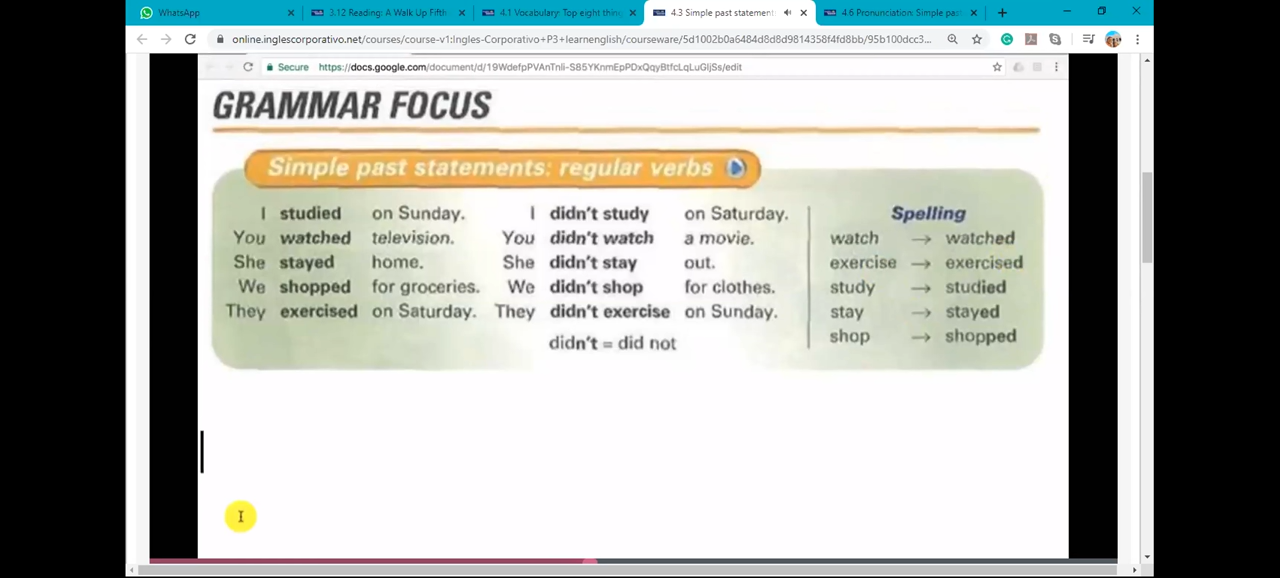 WhatsApp
3.12 Reading: A Walk Up Fifth
4.1 Vocabulary: Top eight thin
4.3 Simple past statement
4.6 Pronunciation: Simple pas
online.inglescorporativo.net/courses/course-v1:Ingles-Corporativo+P3+learnenglish/courseware/5d1002b0a6484d8d8d9814358f4fd8bb/95b100dcc3...
Secure https://docs.google.com/document/d/19WdefpPVAnTnli-S85YKnmEpPDxQqyBtfcLqLuGIjSs/edit
GRAMMAR FOCUS
Simple past statements: regular verbs
I studied on Sunday. I didn't study on Saturday. Spelling
You watched television. You didn't watch a movie. watch → watched
She stayed home. She didn't stay out. exercise → exercised
We shopped for groceries. We didn't shop for clothes. study → studied
They exercised on Saturday. They didn't exercise on Sunday. stay → stayed
didn't = did not shop → shopped